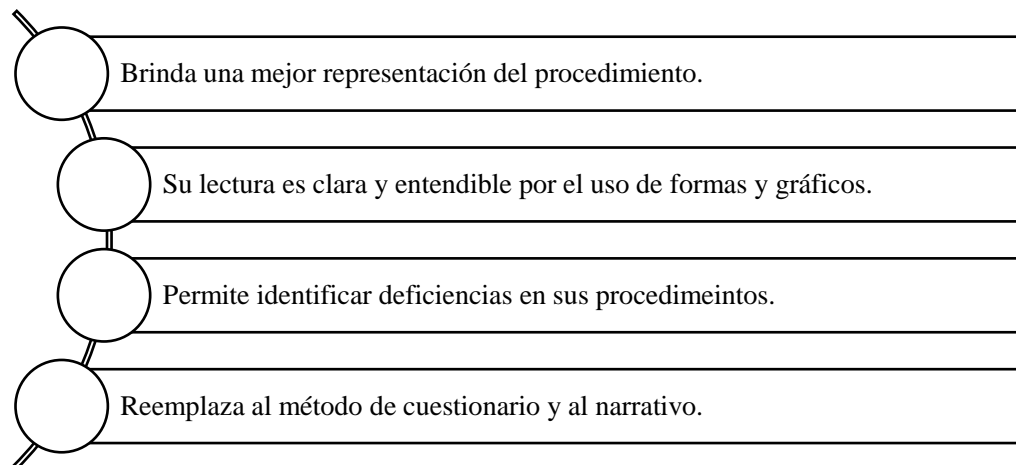 Brinda una mejor representación del procedimiento.
Su lectura es clara y entendible por el uso de formas y gráficos.
Permite identificar deficiencias en sus procedimeintos.
Reemplaza al método de cuestionario y al narrativo.